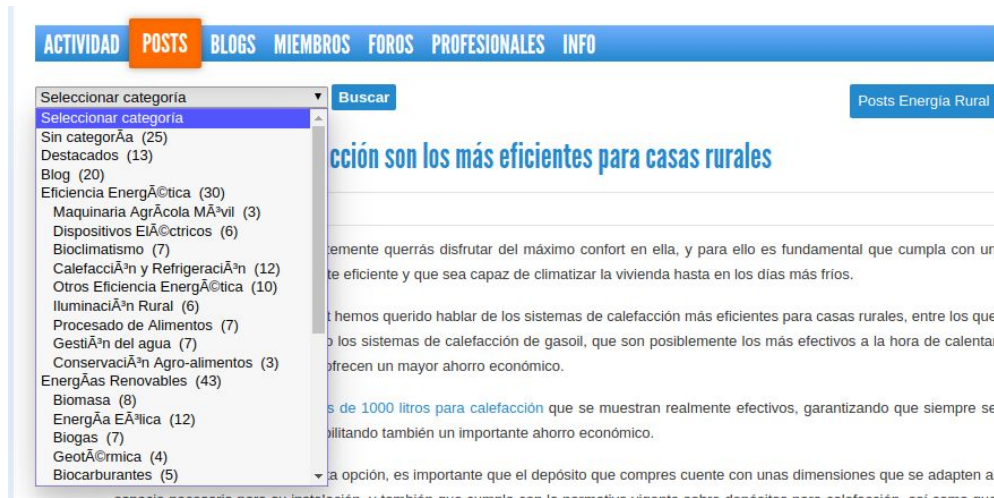 ACTIVIDAD POSTS BLOGS MIEMBROS FOROS PROFESIONALES INFO
Seleccionar categoría ▼ Buscar Posts Energía Rural
Seleccionar categoría
Sin categorÃ­a (25)
Destacados (13)
cción son los más eficientes para casas rurales
Blog (20)
Eficiencia EnergÃ©tica (30)
Maquinaria AgrÃ­cola MÃ³vil (3)
Dispositivos ElÃ©ctricos (6)
Bioclimatismo (7)
CalefacciÃ³n y RefrigeraciÃ³n (12)
Otros Eficiencia EnergÃ©tica (10)
IluminaciÃ³n Rural (6)
Procesado de Alimentos (7)
GestiÃ³n del agua (7)
ConservaciÃ³n Agro-alimentos (3)
EnergÃ­as Renovables (43)
Biomasa (8)
EnergÃ­a EÃ³lica (12)
Biogas (7)
GeotÃ©rmica (4)
Biocarburantes (5)
temente querrás disfrutar del máximo confort en ella, y para ello es fundamental que cumpla con un
te eficiente y que sea capaz de climatizar la vivienda hasta en los días más fríos.
t hemos querido hablar de los sistemas de calefacción más eficientes para casas rurales, entre los que
o los sistemas de calefacción de gasoil, que son posiblemente los más efectivos a la hora de calentar
ofrecen un mayor ahorro económico.
s de 1000 litros para calefacción que se muestran realmente efectivos, garantizando que siempre se
bilitando también un importante ahorro económico.
ta opción, es importante que el depósito que compres cuente con unas dimensiones que se adapten a